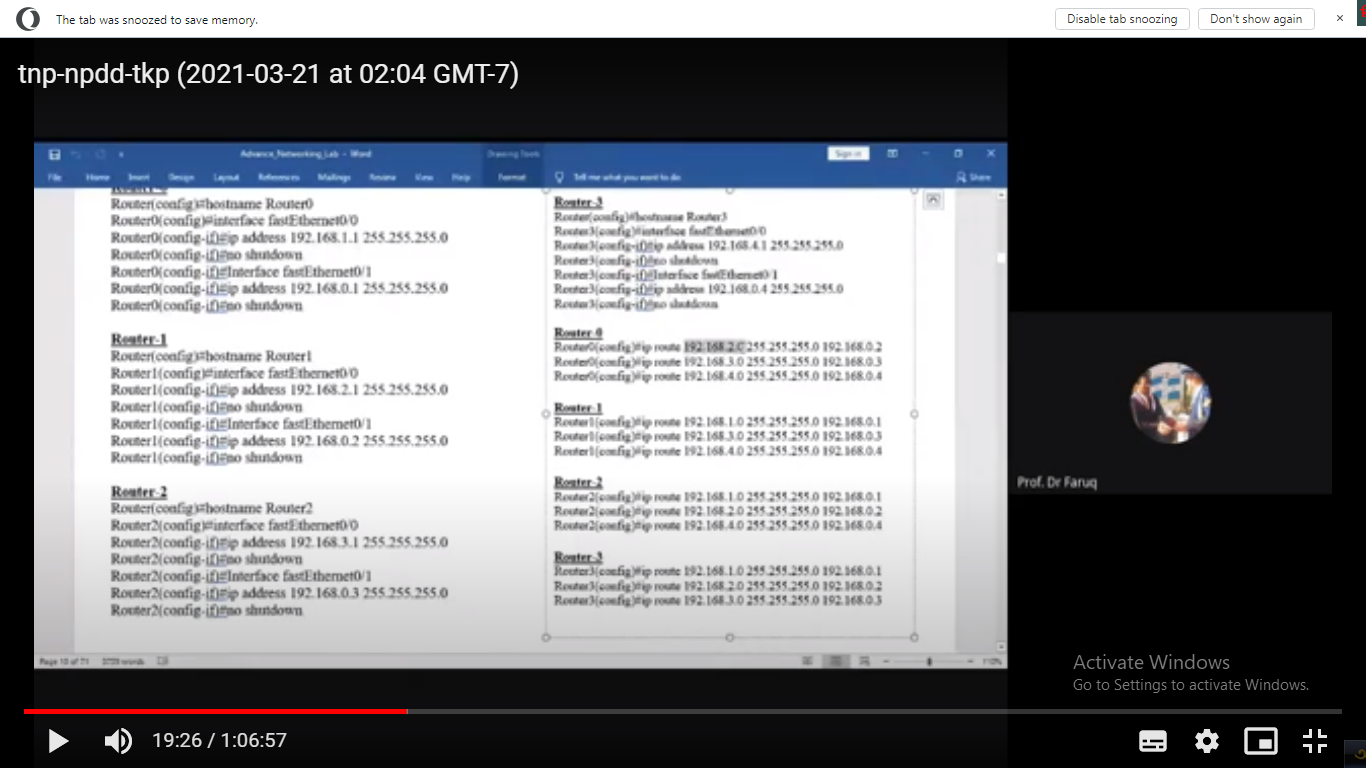 The tab was snoozed to save memory.
Disable tab snoozing
Don't show again
tnp-npdd-tkp (2021-03-21 at 02:04 GMT-7)
Advance_Networking_Lab - Word
Drawing Tools
Sign in
File Home Insert Design Layout References Mailings Review View Help Format Tell me what you want to do Share
Router(config)#hostname Router0
Router0(config)#interface fastEthernet0/0
Router0(config-if)#ip address 192.168.1.1 255.255.255.0
Router0(config-if)#no shutdown
Router0(config-if)#Interface fastEthernet0/1
Router0(config-if)#ip address 192.168.0.1 255.255.255.0
Router0(config-if)#no shutdown
Router-1
Router(config)#hostname Router1
Router1(config)#interface fastEthernet0/0
Router1(config-if)#ip address 192.168.2.1 255.255.255.0
Router1(config-if)#no shutdown
Router1(config-if)#Interface fastEthernet0/1
Router1(config-if)#ip address 192.168.0.2 255.255.255.0
Router1(config-if)#no shutdown
Router-2
Router(config)#hostname Router2
Router2(config)#interface fastEthernet0/0
Router2(config-if)#ip address 192.168.3.1 255.255.255.0
Router2(config-if)#no shutdown
Router2(config-if)#Interface fastEthernet0/1
Router2(config-if)#ip address 192.168.0.3 255.255.255.0
Router2(config-if)#no shutdown
Router-3
Router(config)#hostname Router3
Router3(config)#interface fastEthernet0/0
Router3(config-if)#ip address 192.168.4.1 255.255.255.0
Router3(config-if)#no shutdown
Router3(config-if)#Interface fastEthernet0/1
Router3(config-if)#ip address 192.168.0.4 255.255.255.0
Router3(config-if)#no shutdown
Router-0
Router0(config)#ip route 192.168.2.0 255.255.255.0 192.168.0.2
Router0(config)#ip route 192.168.3.0 255.255.255.0 192.168.0.3
Router0(config)#ip route 192.168.4.0 255.255.255.0 192.168.0.4
Router-1
Router1(config)#ip route 192.168.1.0 255.255.255.0 192.168.0.1
Router1(config)#ip route 192.168.3.0 255.255.255.0 192.168.0.3
Router1(config)#ip route 192.168.4.0 255.255.255.0 192.168.0.4
Router-2
Router2(config)#ip route 192.168.1.0 255.255.255.0 192.168.0.1
Router2(config)#ip route 192.168.2.0 255.255.255.0 192.168.0.2
Router2(config)#ip route 192.168.4.0 255.255.255.0 192.168.0.4
Router-3
Router3(config)#ip route 192.168.1.0 255.255.255.0 192.168.0.1
Router3(config)#ip route 192.168.2.0 255.255.255.0 192.168.0.2
Router3(config)#ip route 192.168.3.0 255.255.255.0 192.168.0.3
Prof. Dr Faruq
Page 10 of 71
110%
Activate Windows
Go to Settings to activate Windows.
19:26 / 1:06:57